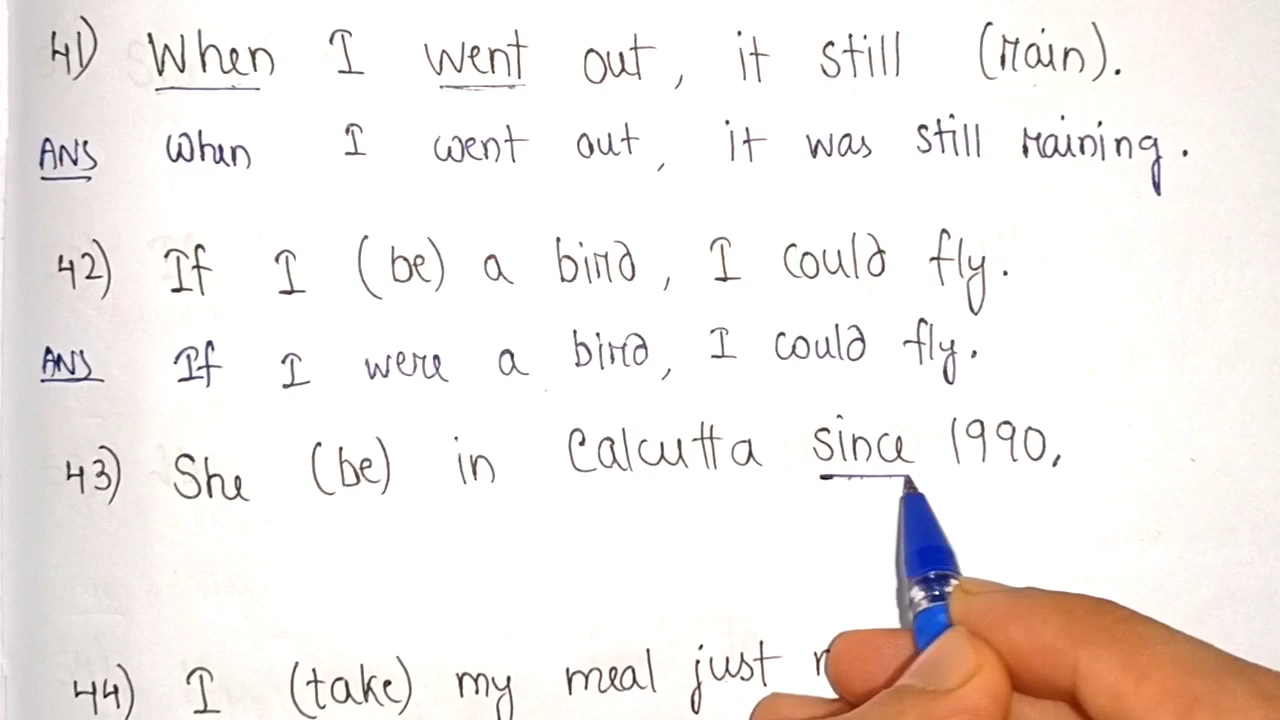 41) When I went out, it still (rain).
ANS When I went out, it was still raining.
42) If I (be) a bird, I could fly.
ANS If I were a bird, I could fly.
43) She (be) in Calcutta since 1990.
44) I (take) my meal just